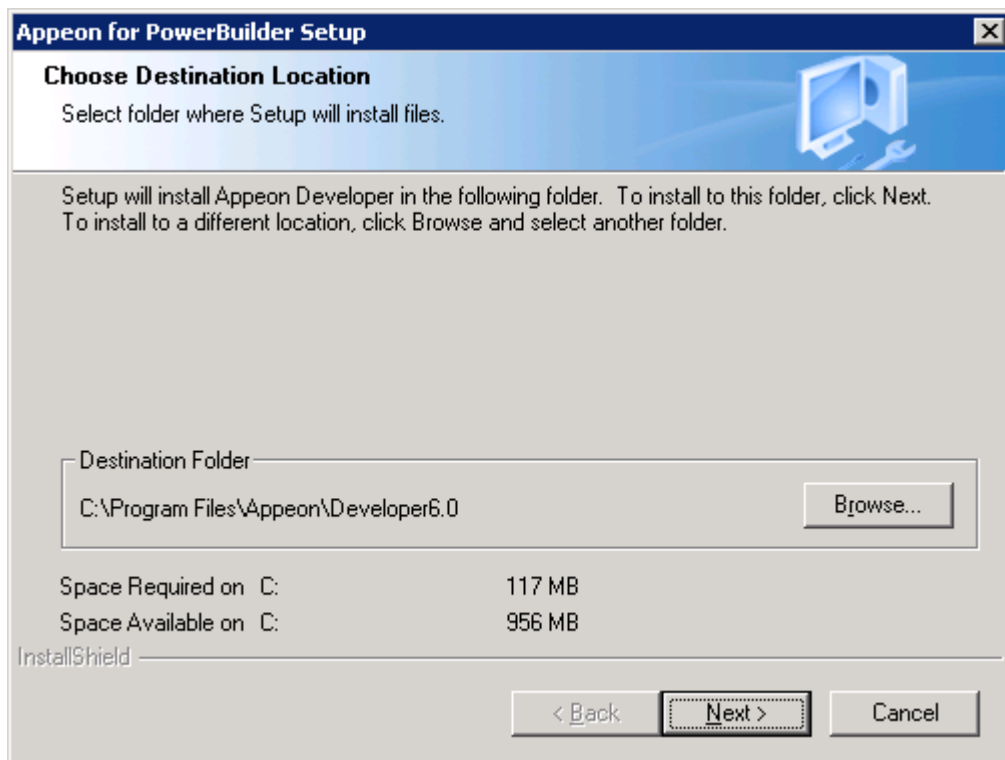 Appeon for PowerBuilder Setup
Choose Destination Location
Select folder where Setup will install files.
Setup will install Appeon Developer in the following folder.  To install to this folder, click Next.
To install to a different location, click Browse and select another folder.
Destination Folder
C:\Program Files\Appeon\Developer6.0
Browse...
Space Required on  C: 117 MB
Space Available on  C: 956 MB
InstallShield
< Back Next > Cancel